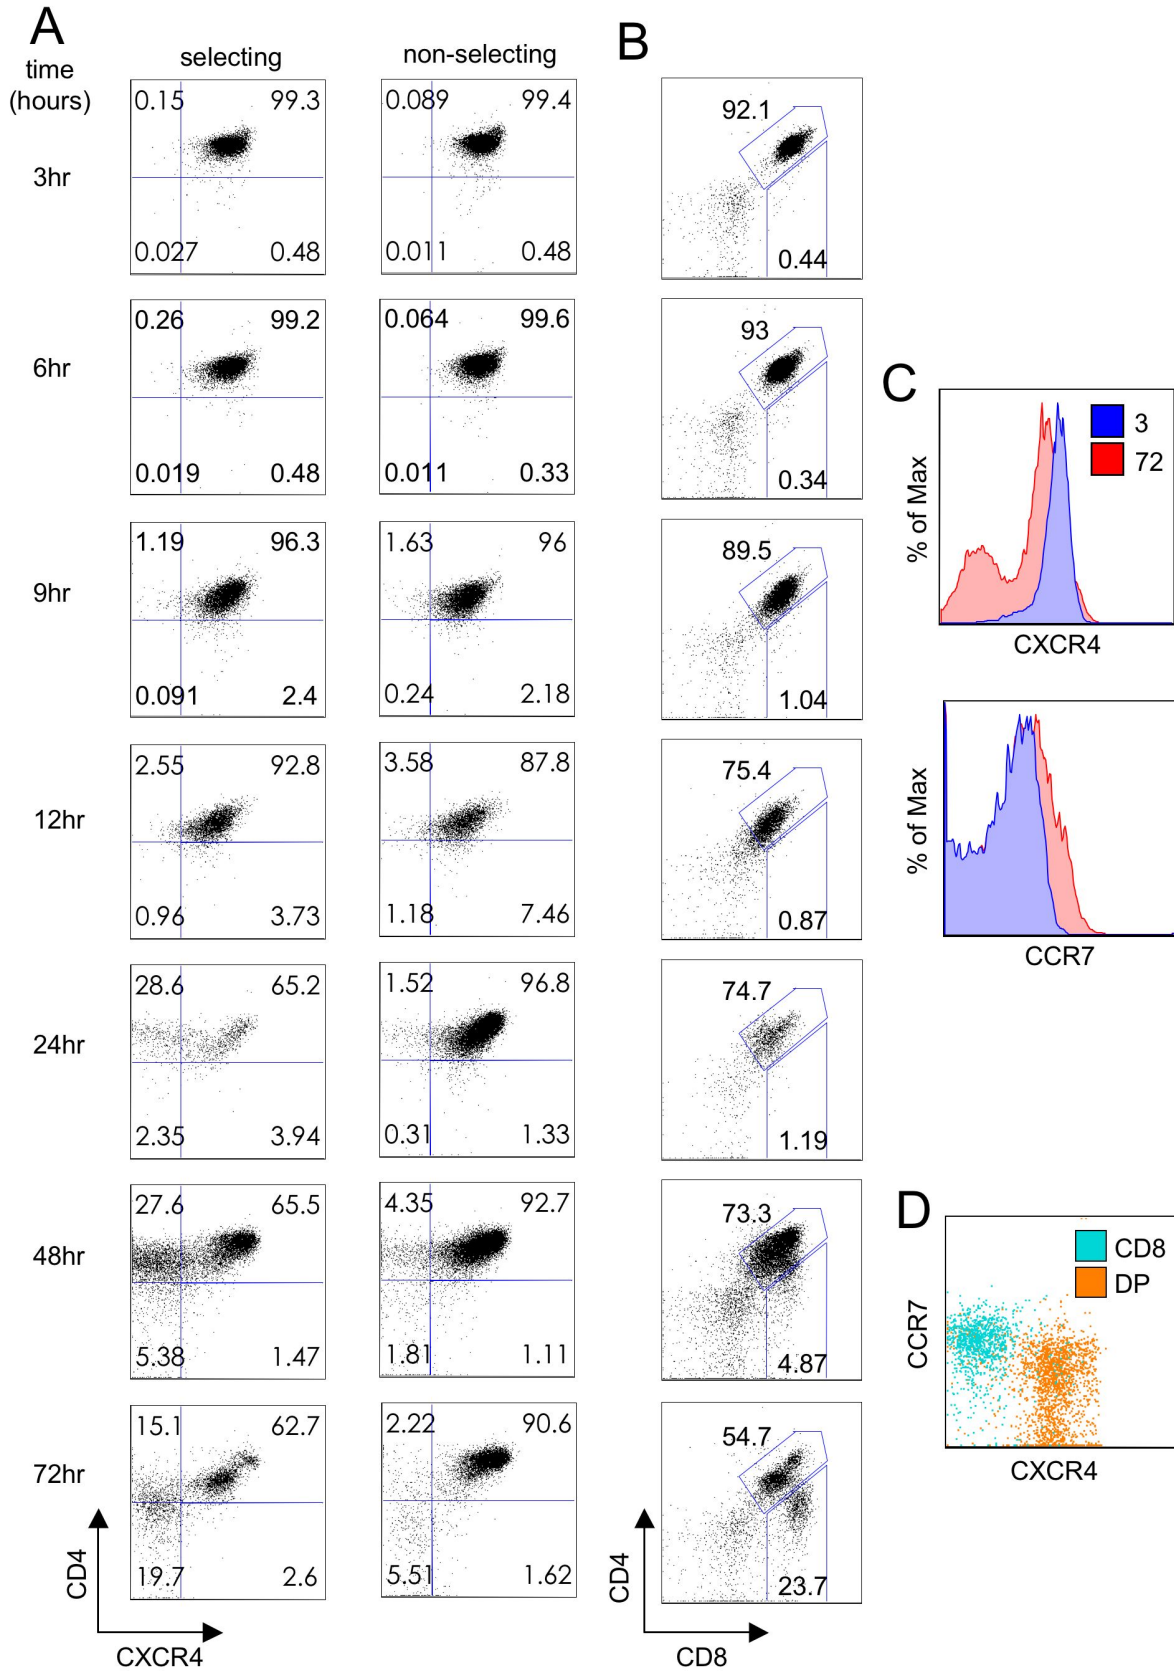 A
B
time
(hours)
selecting
non-selecting
3hr
0.15
99.3
0.027
0.48
0.089
99.4
0.011
0.48
92.1
0.44
6hr
0.26
99.2
0.019
0.48
0.064
99.6
0.011
0.33
93
0.34
9hr
1.19
96.3
0.091
2.4
1.63
96
0.24
2.18
89.5
1.04
12hr
2.55
92.8
0.96
3.73
3.58
87.8
1.18
7.46
75.4
0.87
24hr
28.6
65.2
2.35
3.94
1.52
96.8
0.31
1.33
74.7
1.19
48hr
27.6
65.5
5.38
1.47
4.35
92.7
1.81
1.11
73.3
4.87
72hr
15.1
62.7
19.7
2.6
2.22
90.6
5.51
1.62
54.7
23.7
CD4
CXCR4
CD4
CD8
C
3
72
% of Max
CXCR4
% of Max
CCR7
D
CD8
DP
CCR7
CXCR4